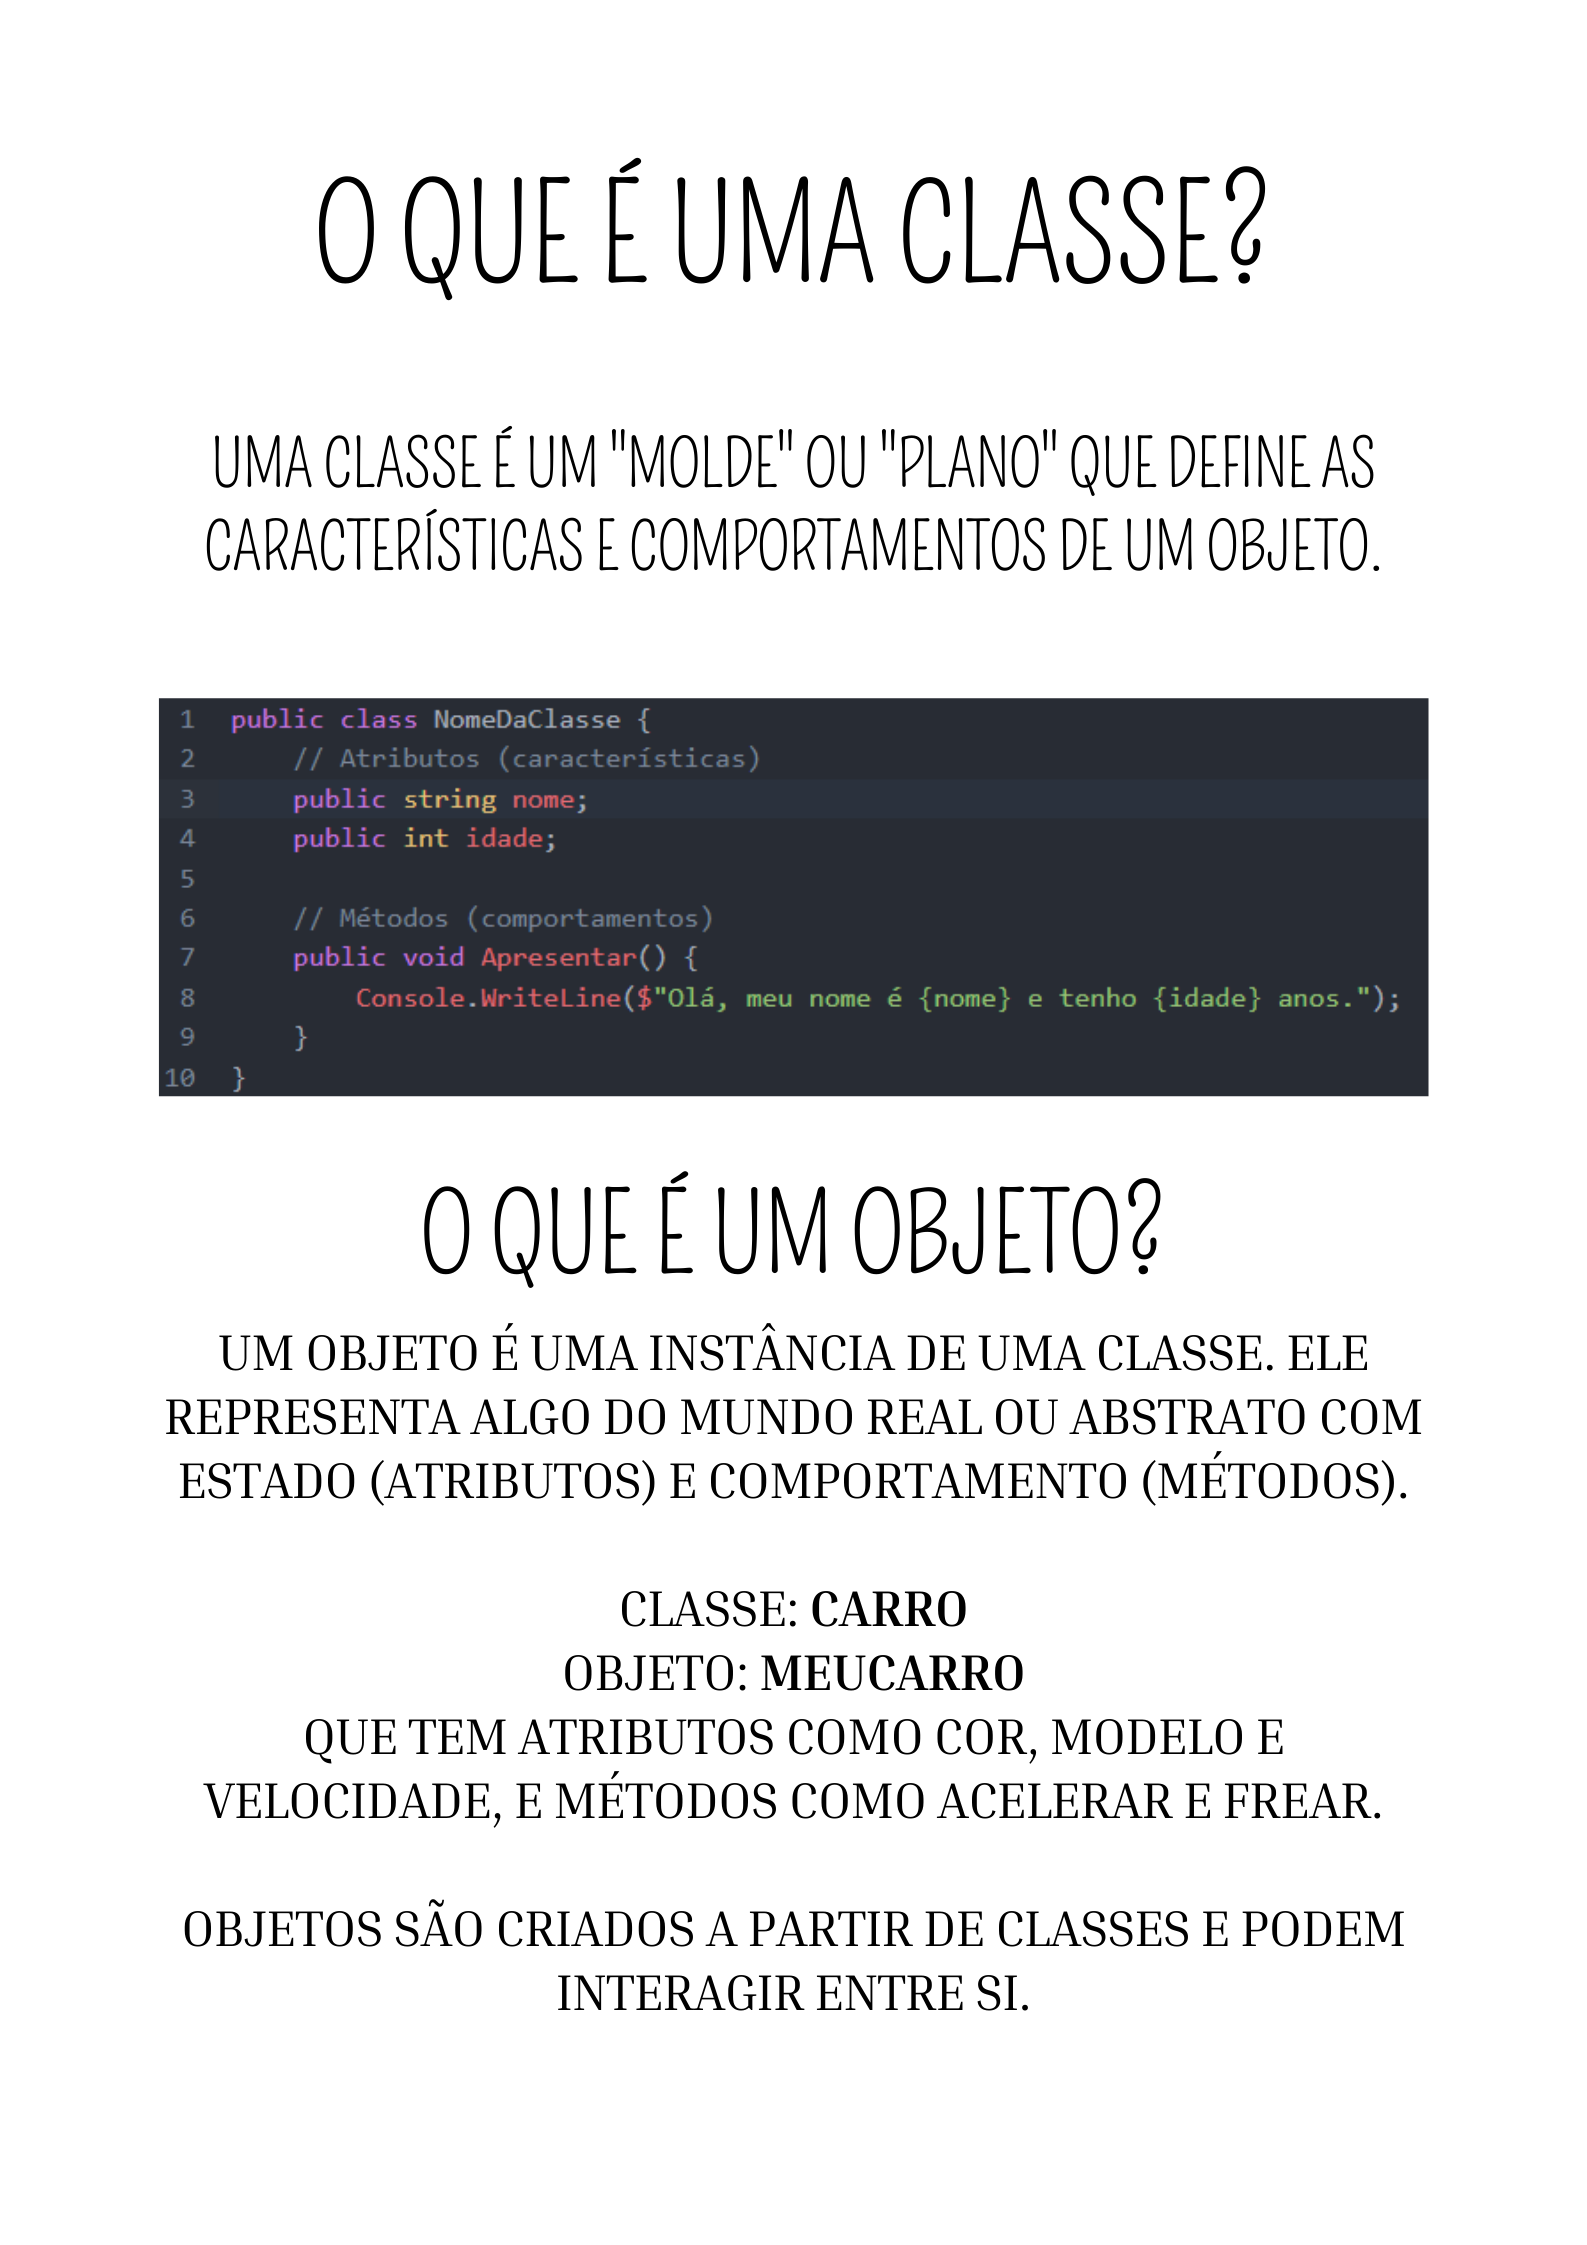 O QUE É UMA CLASSE?
UMA CLASSE É UM "MOLDE" OU "PLANO" QUE DEFINE AS
CARACTERÍSTICAS E COMPORTAMENTOS DE UM OBJETO.
1 public class NomeDaClasse {
2     // Atributos (características)
3     public string nome;
4     public int idade;
5
6     // Métodos (comportamentos)
7     public void Apresentar() {
8         Console.WriteLine($"Olá, meu nome é {nome} e tenho {idade} anos.");
9     }
10 }
O QUE É UM OBJETO?
UM OBJETO É UMA INSTÂNCIA DE UMA CLASSE. ELE
REPRESENTA ALGO DO MUNDO REAL OU ABSTRATO COM
ESTADO (ATRIBUTOS) E COMPORTAMENTO (MÉTODOS).
CLASSE: CARRO
OBJETO: MEUCARRO
QUE TEM ATRIBUTOS COMO COR, MODELO E
VELOCIDADE, E MÉTODOS COMO ACELERAR E FREAR.
OBJETOS SÃO CRIADOS A PARTIR DE CLASSES E PODEM
INTERAGIR ENTRE SI.